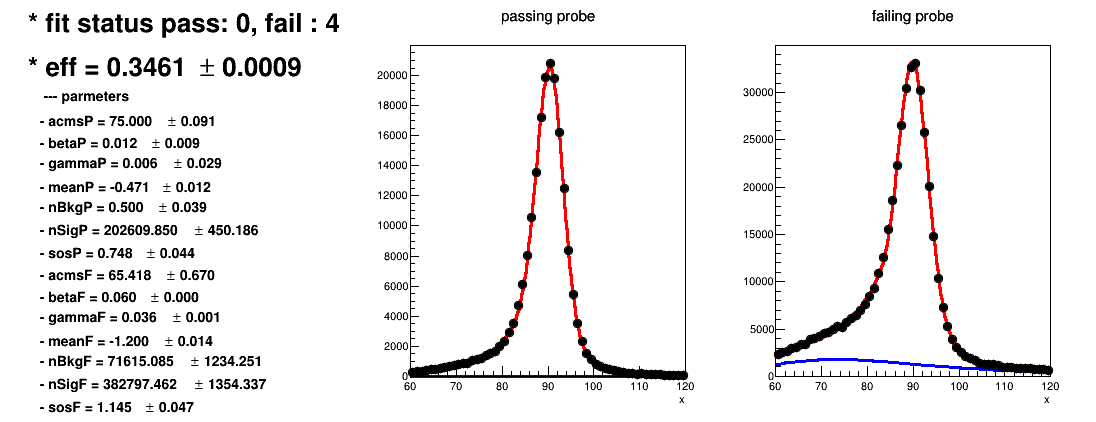 * fit status pass: 0, fail : 4
* eff = 0.3461 ± 0.0009
--- parmeters
- acmsP = 75.000 ± 0.091
- betaP = 0.012 ± 0.009
- gammaP = 0.006 ± 0.029
- meanP = -0.471 ± 0.012
- nBkgP = 0.500 ± 0.039
- nSigP = 202609.850 ± 450.186
- sosP = 0.748 ± 0.044
- acmsF = 65.418 ± 0.670
- betaF = 0.060 ± 0.000
- gammaF = 0.036 ± 0.001
- meanF = -1.200 ± 0.014
- nBkgF = 71615.085 ± 1234.251
- nSigF = 382797.462 ± 1354.337
- sosF = 1.145 ± 0.047
passing probe
20000
18000
16000
14000
12000
10000
8000
6000
4000
2000
0
60 70 80 90 100 110 120
x
failing probe
30000
25000
20000
15000
10000
5000
0
60 70 80 90 100 110 120
x